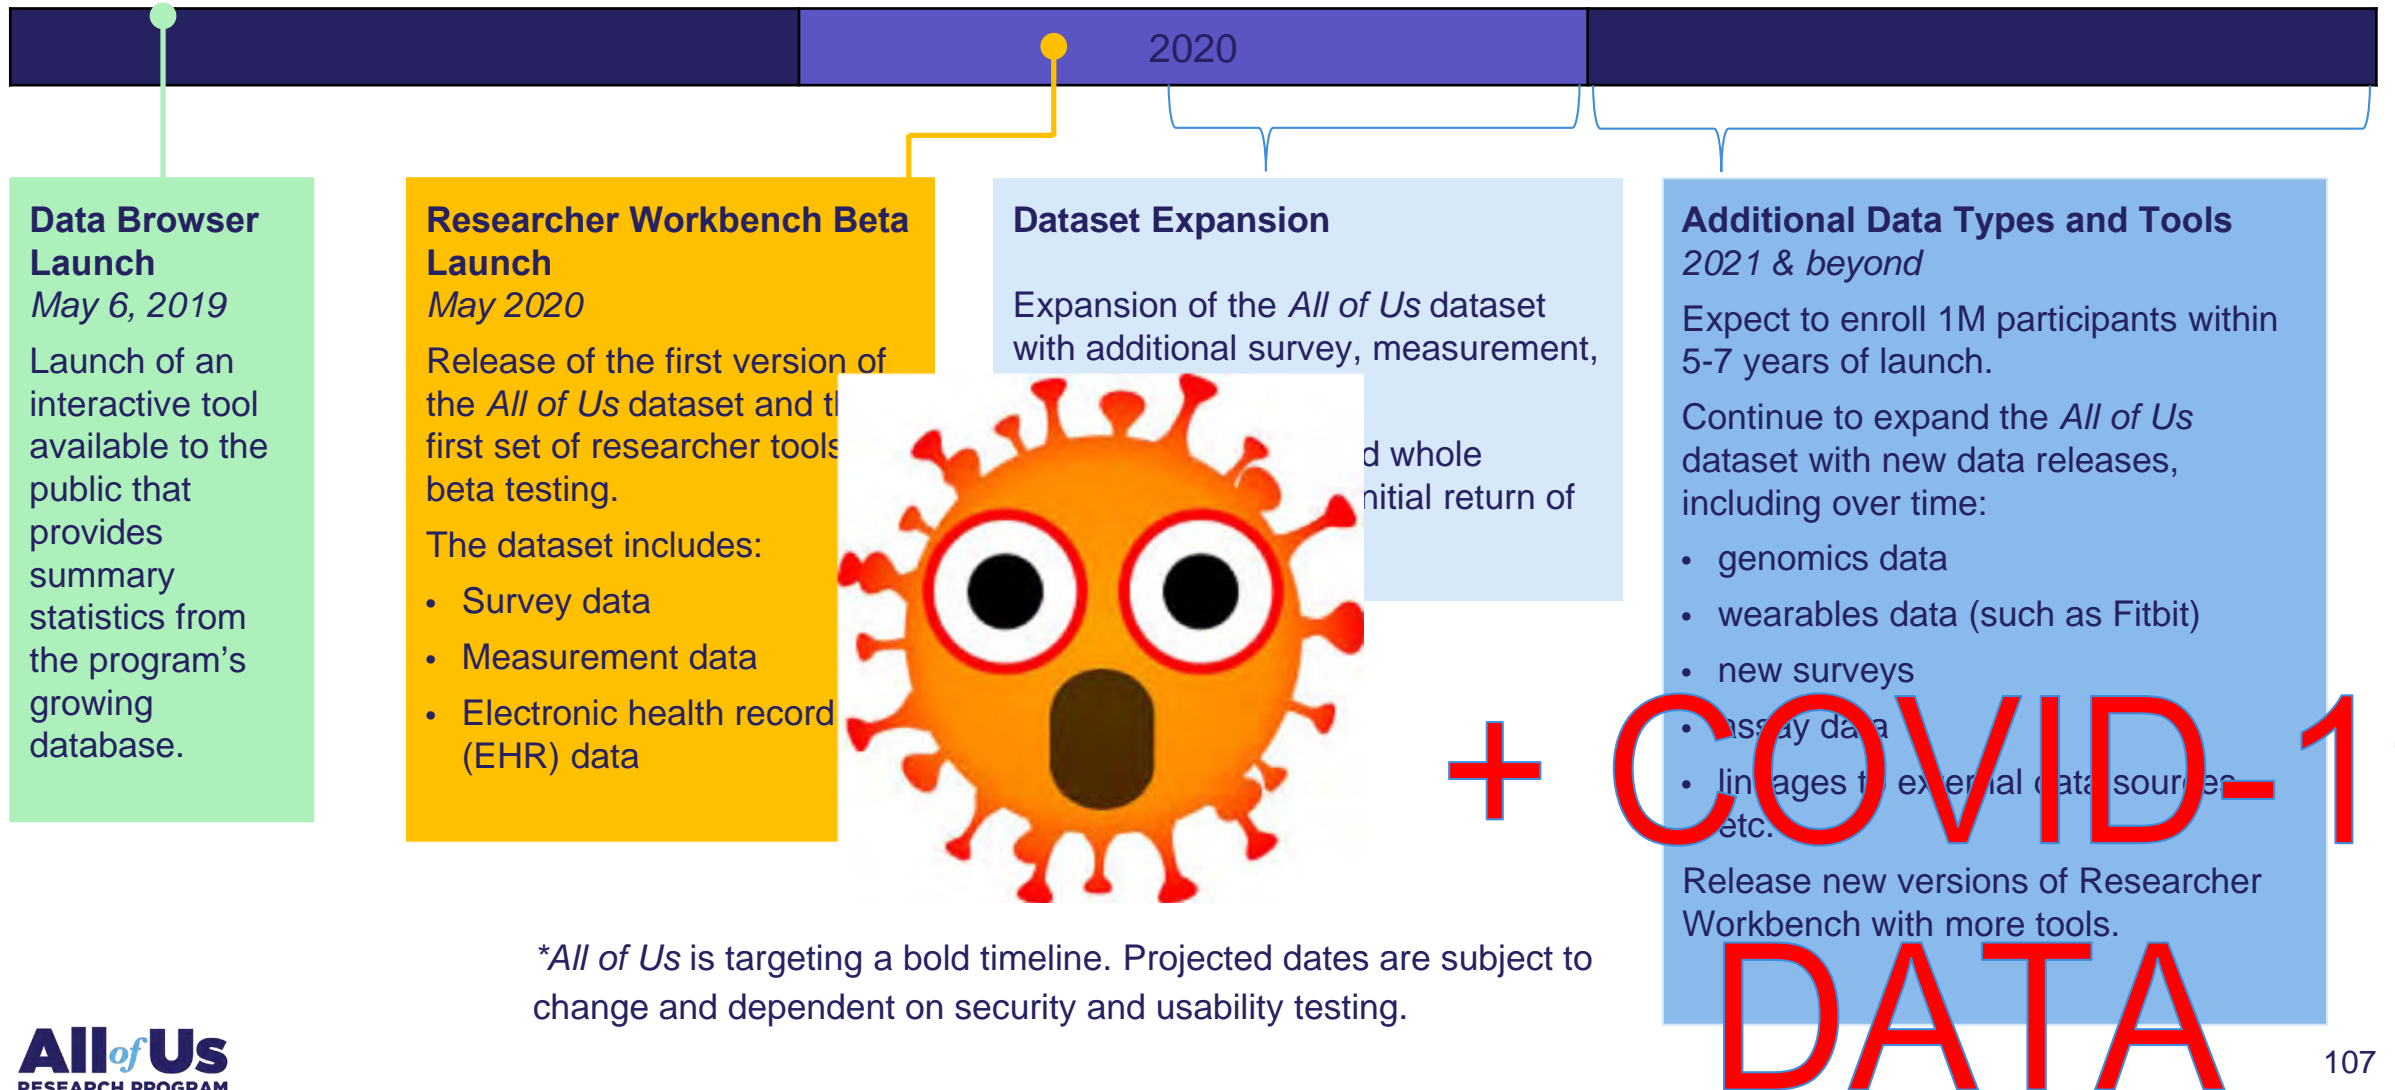 2020
Data Browser
Launch
May 6, 2019
Launch of an
interactive tool
available to the
public that
provides
summary
statistics from
the program’s
growing
database.
Researcher Workbench Beta
Launch
May 2020
Release of the first version of
the All of Us dataset and
first set of researcher tools
beta testing.
The dataset includes:
• Survey data
• Measurement data
• Electronic health record
(EHR) data
Dataset Expansion
Expansion of the All of Us dataset
with additional survey, measurement,
whole
return of
Additional Data Types and Tools
2021 & beyond
Expect to enroll 1M participants within
5-7 years of launch.
Continue to expand the All of Us
dataset with new data releases,
including over time:
• genomics data
• wearables data (such as Fitbit)
• new surveys
• assay data
• linkages to external data sources
etc.
Release new versions of Researcher
Workbench with more tools.
+ COVID-1
DATA
*All of Us is targeting a bold timeline. Projected dates are subject to
change and dependent on security and usability testing.
All of Us
RESEARCH PROGRAM
107